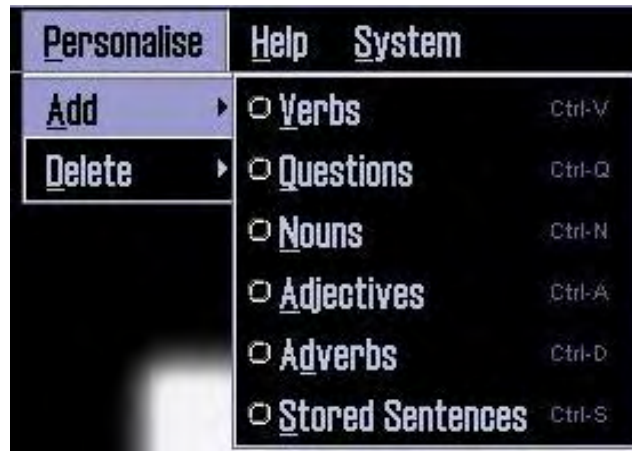 Personalise Help System
Add Verbs Ctrl-V
Delete Questions Ctrl-Q
Nouns Ctrl-N
Adjectives Ctrl-A
Adverbs Ctrl-D
Stored Sentences Ctrl-S